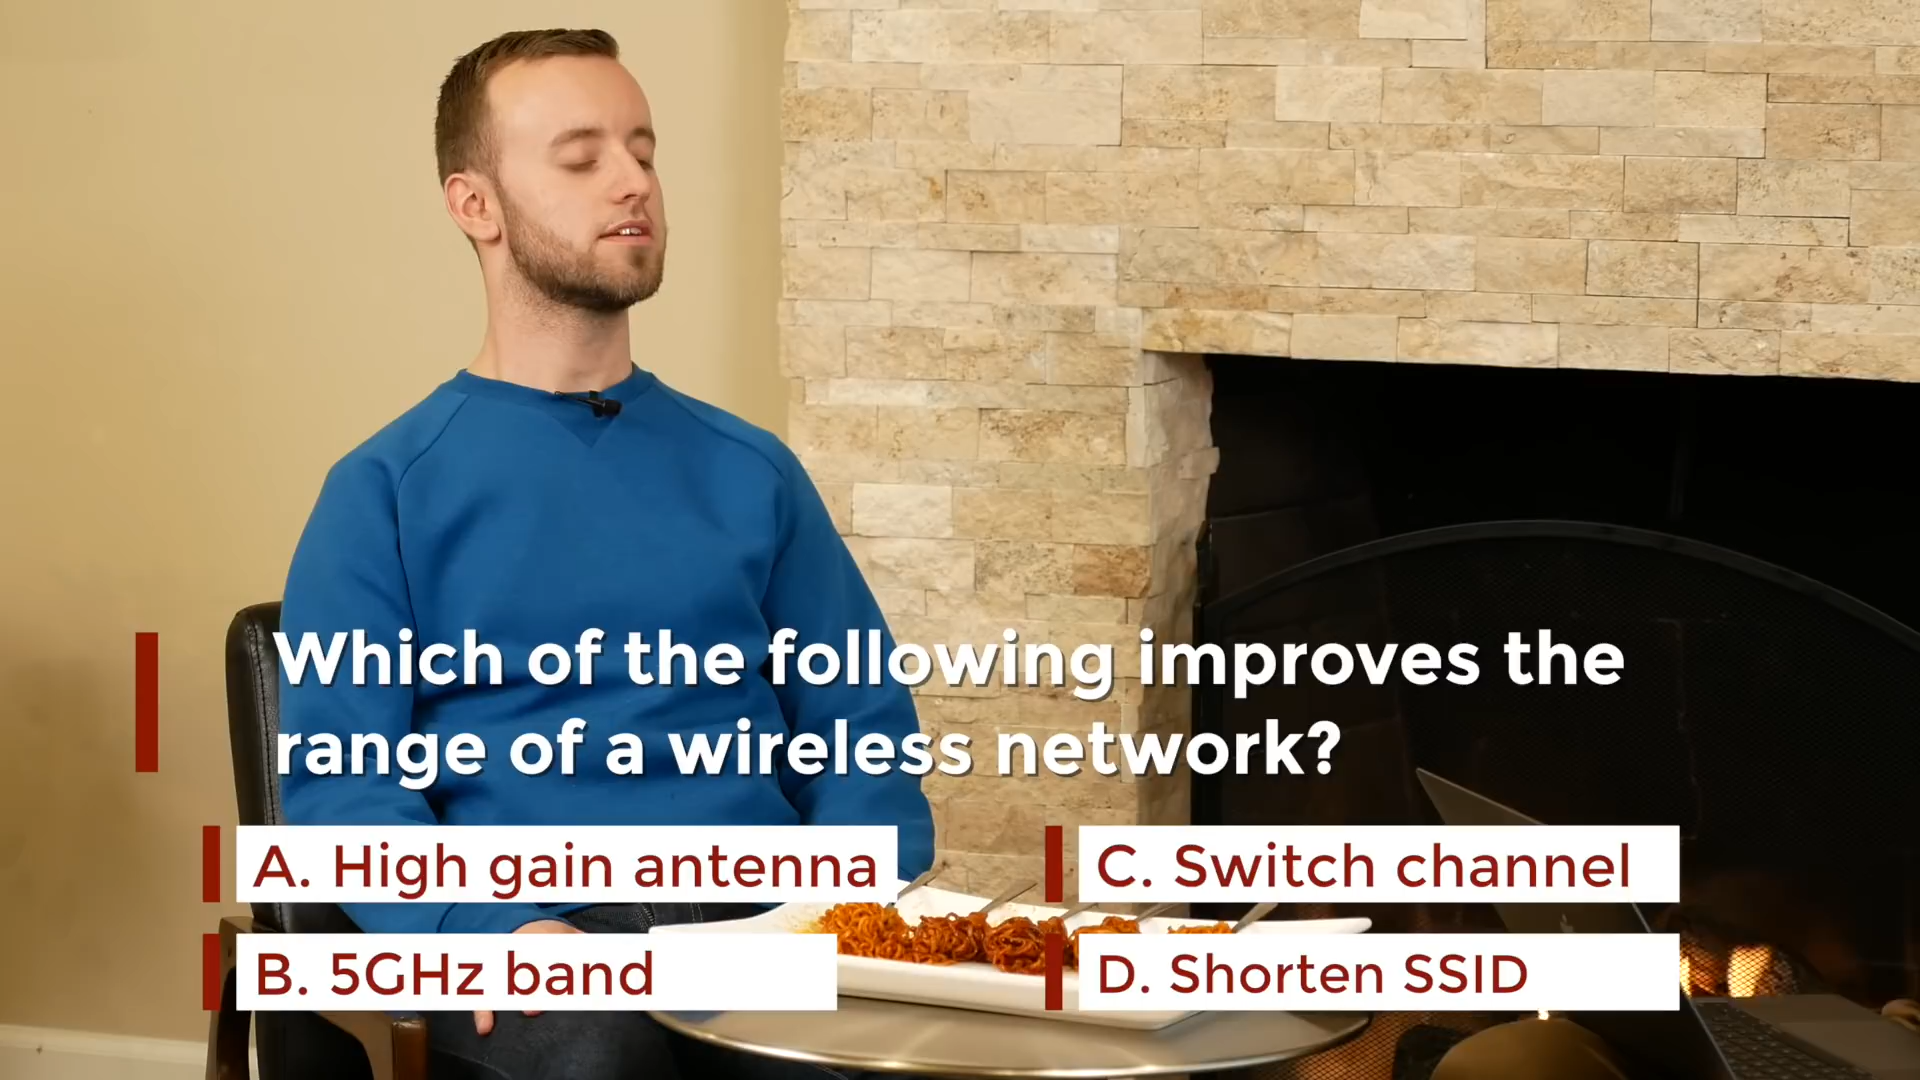 Which of the following improves the
range of a wireless network?
A. High gain antenna
C. Switch channel
B. 5GHz band
D. Shorten SSID